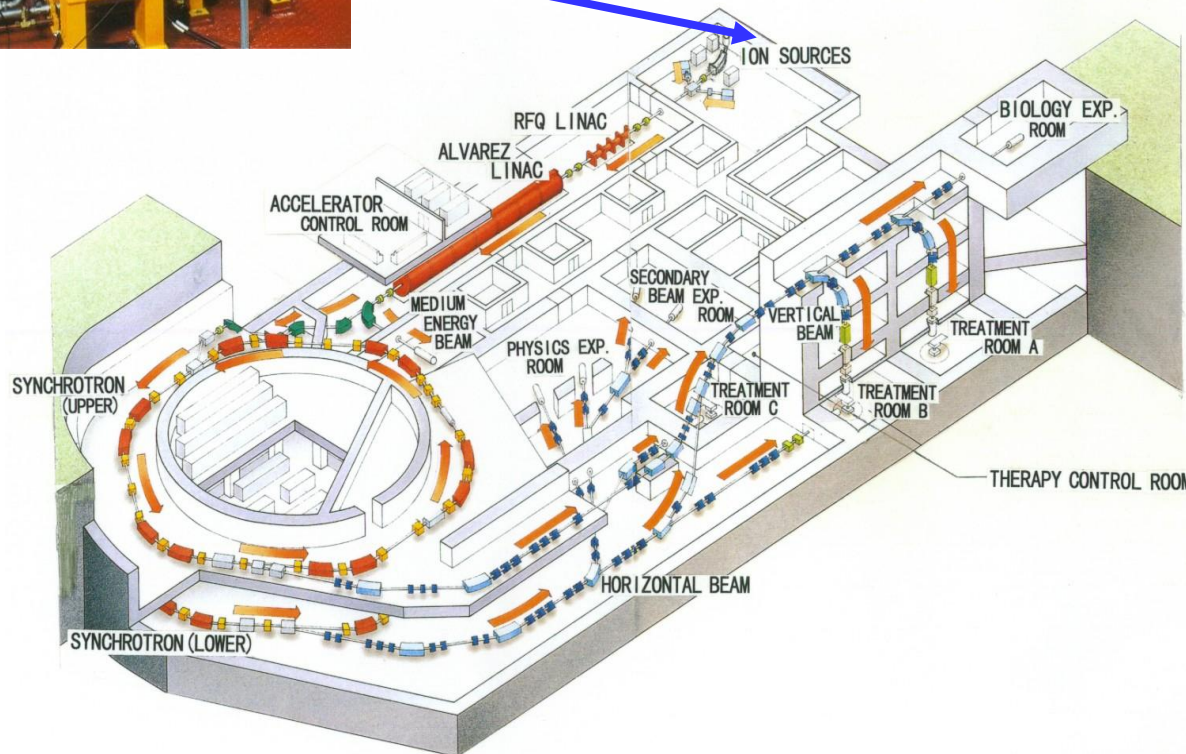 ION SOURCES
BIOLOGY EXP.
ROOM
RFQ LINAC
ALVAREZ
LINAC
ACCELERATOR
CONTROL ROOM
MEDIUM
ENERGY
BEAM
SECONDARY
BEAM EXP.
ROOM
VERTICAL
BEAM
TREATMENT
ROOM A
PHYSICS EXP.
ROOM
SYNCHROTRON
(UPPER)
TREATMENT
ROOM C
TREATMENT
ROOM B
THERAPY CONTROL ROOM
HORIZONTAL BEAM
SYNCHROTRON (LOWER)